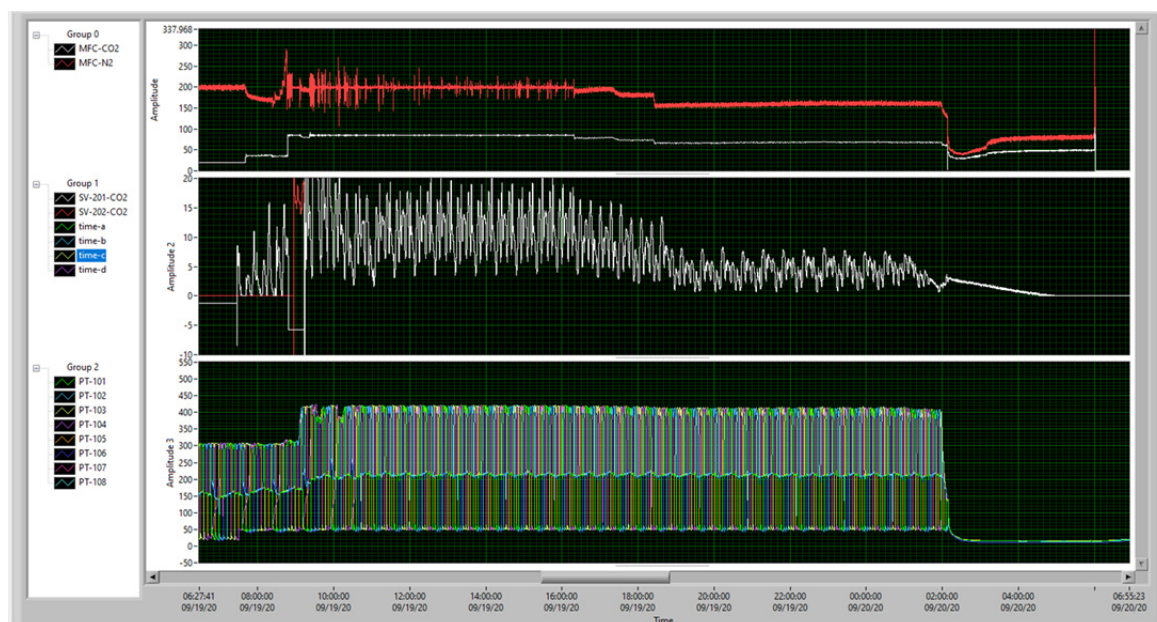 Group 0
MFC-CO2
MFC-N2
337.968
300
250
200
150
100
50
0
Amplitude
Group 1
SV-201-CO2
SV-202-CO2
time-a
time-b
time-c
time-d
20
15
10
5
0
-5
-10
Amplitude 2
Group 2
PT-101
PT-102
PT-103
PT-104
PT-105
PT-106
PT-107
PT-108
550
500
450
400
350
300
250
200
150
100
50
0
-50
Amplitude 3
06:27:41 08:00:00 10:00:00 12:00:00 14:00:00 16:00:00 18:00:00 20:00:00 22:00:00 00:00:00 02:00:00 04:00:00 06:55:23
09/19/20 09/19/20 09/19/20 09/19/20 09/19/20 09/19/20 09/19/20 09/19/20 09/19/20 09/20/20 09/20/20 09/20/20 09/20/20
Time